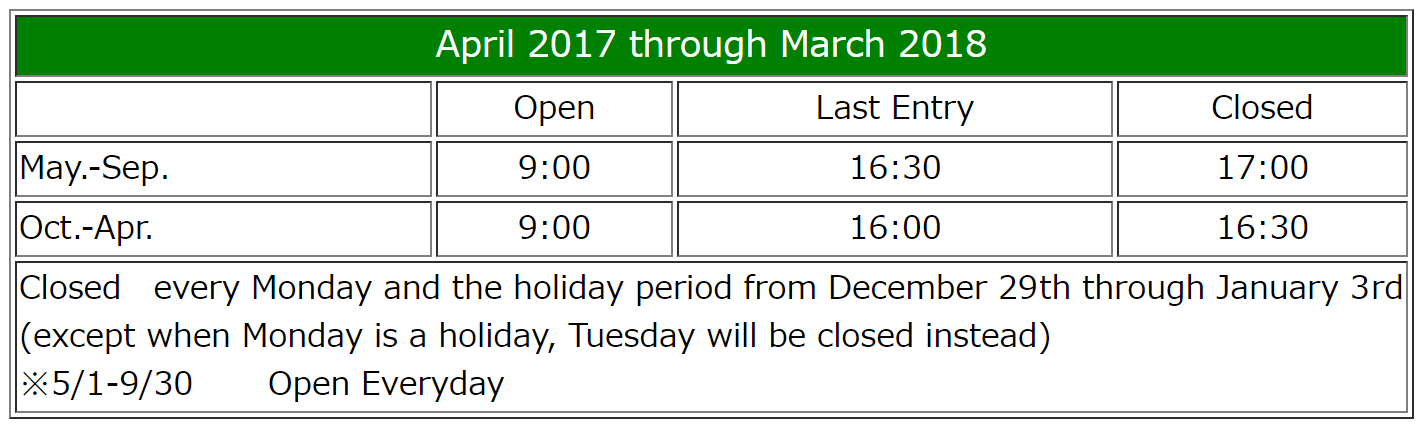 April 2017 through March 2018
Open Last Entry Closed
May.-Sep. 9:00 16:30 17:00
Oct.-Apr. 9:00 16:00 16:30
Closed every Monday and the holiday period from December 29th through January 3rd
(except when Monday is a holiday, Tuesday will be closed instead)
※5/1-9/30 Open Everyday